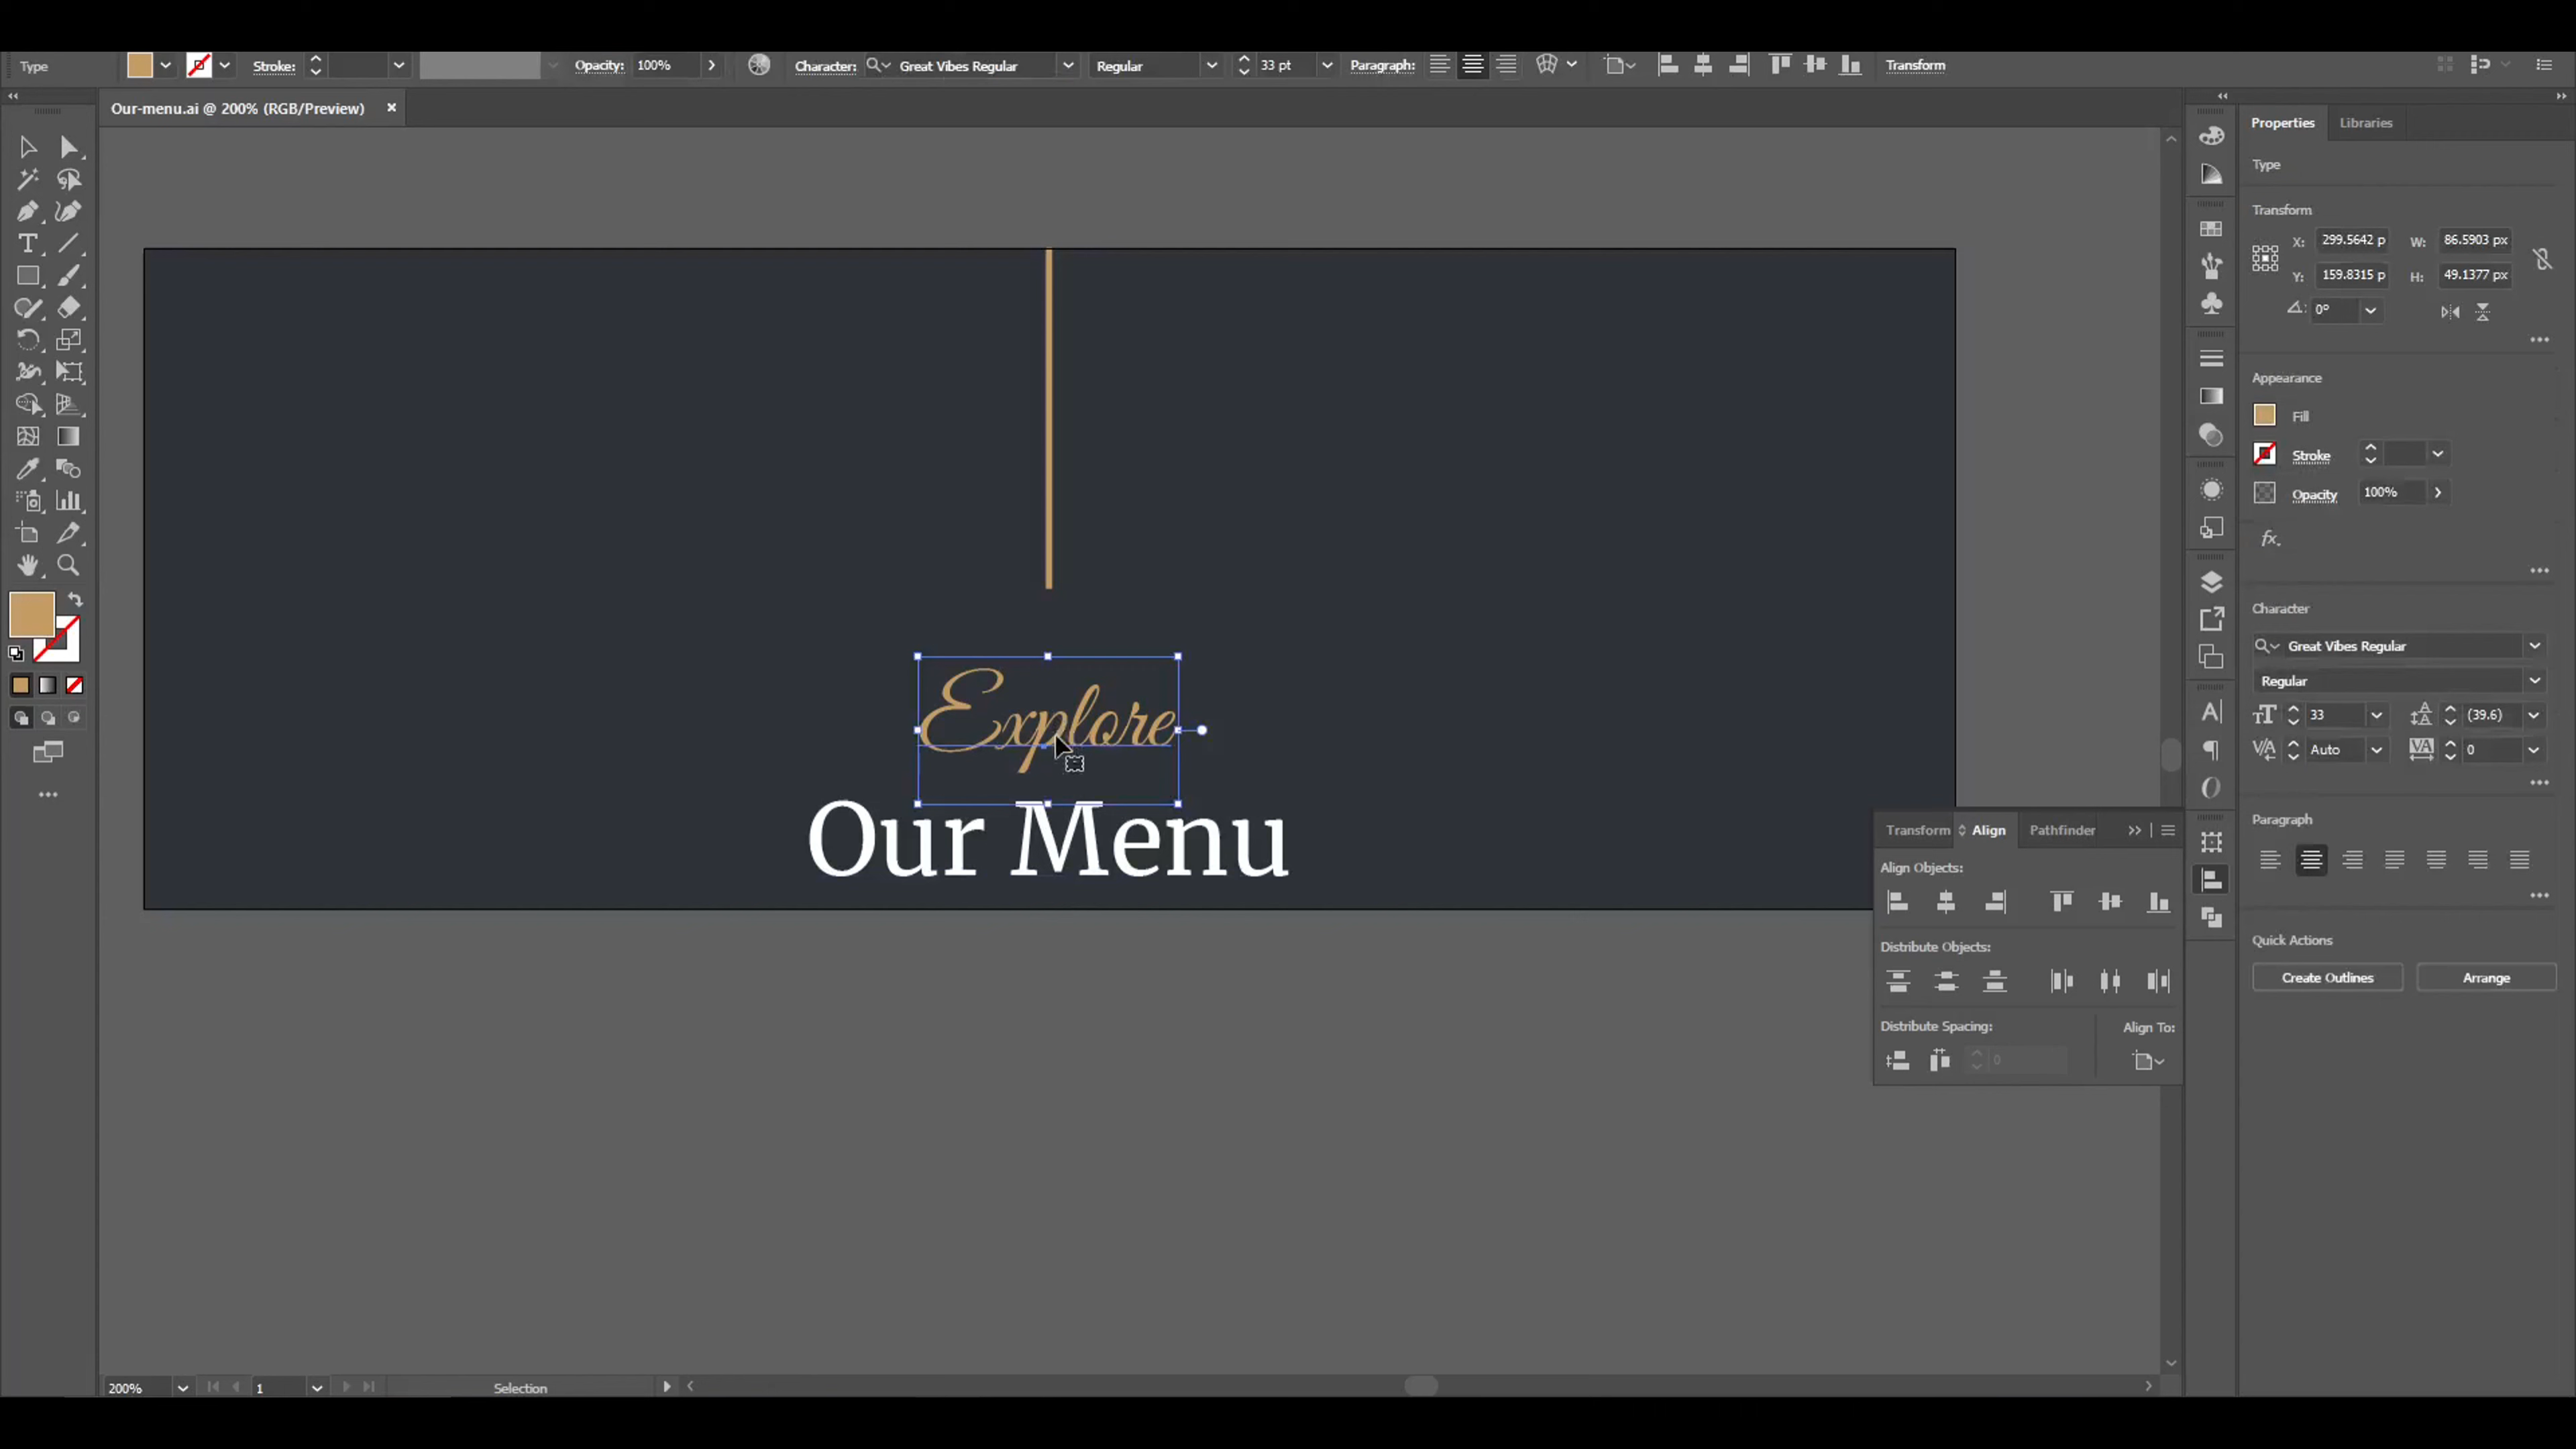 Type
Stroke:
Opacity: 100%
Character: Great Vibes Regular
Regular
33 pt
Paragraph:
Transform
Our-menu.ai @ 200% (RGB/Preview) ×
Properties
Libraries
Type
Transform
X: 299.5642 p W: 86.5903 px
Y: 159.8315 p H: 49.1377 px
0°
Appearance
Fill
Stroke
Opacity 100%
fx.
Character
Great Vibes Regular
Regular
33 (39.6)
Auto 0
Paragraph
Quick Actions
Create Outlines Arrange
Explore
Our Menu
Transform Align Pathfinder
Align Objects:
Distribute Objects:
Distribute Spacing: Align To:
0
200% 1 Selection